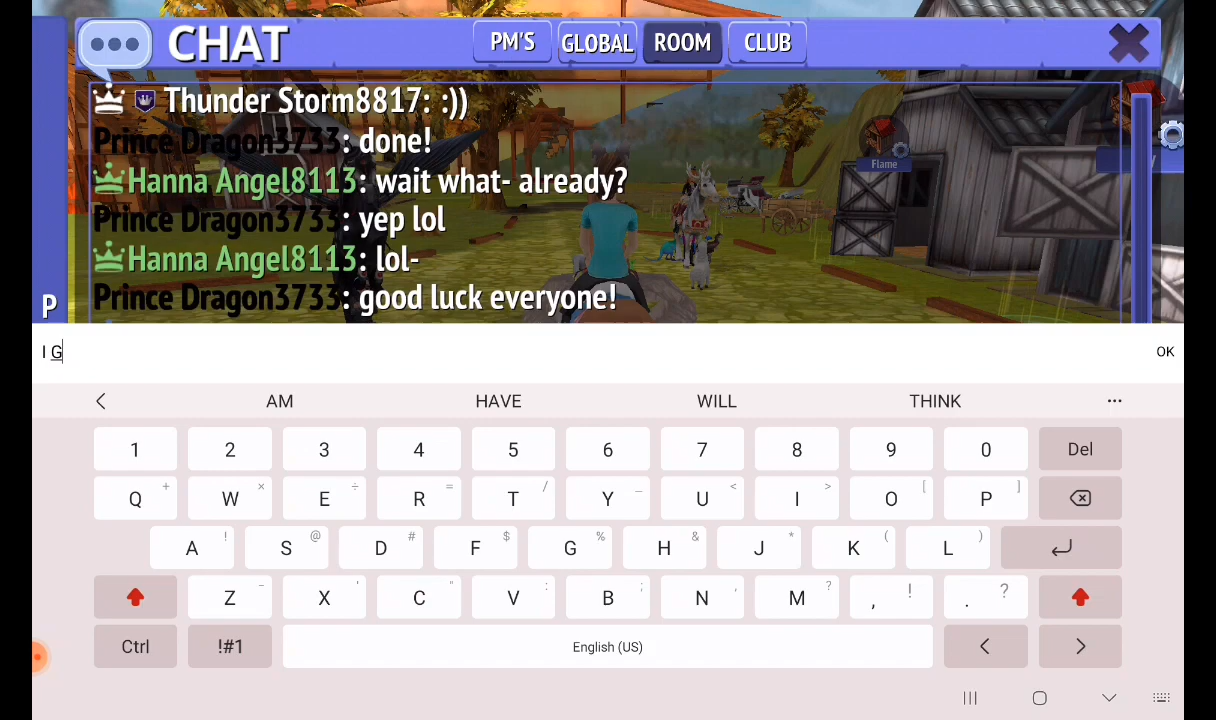 CHAT
PM'S GLOBAL ROOM CLUB
Thunder Storm8817: :))
Prince Dragon3733: done!
Hanna Angel8113: wait what- already?
Prince Dragon3733: yep lol
Hanna Angel8113: lol-
Prince Dragon3733: good luck everyone!
Flame
P
I G
OK
AM HAVE WILL THINK ...
1 2 3 4 5 6 7 8 9 0 Del
+ × ÷ = / _ < > [ ]
Q W E R T Y U I O P
! @ # $ % & * ( )
A S D F G H J K L
- ' " : ; , ? ! ?
Z X C V B N M , .
Ctrl !#1 English (US) < >